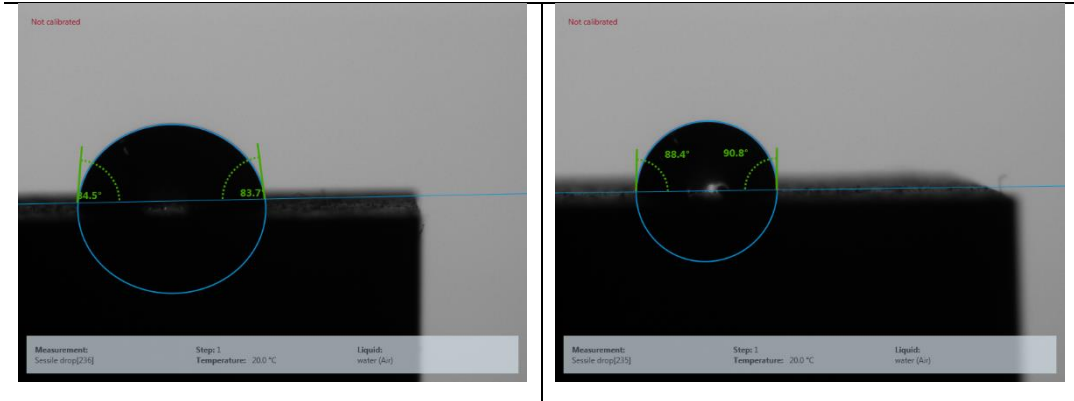 Not calibrated
84.5°
83.7°
Measurement: Step: 1 Liquid:
Sessile drop[236] Temperature: 20.0 °C water (Air)
Not calibrated
88.4° 90.8°
Measurement: Step: 1 Liquid:
Sessile drop[235] Temperature: 20.0 °C water (Air)